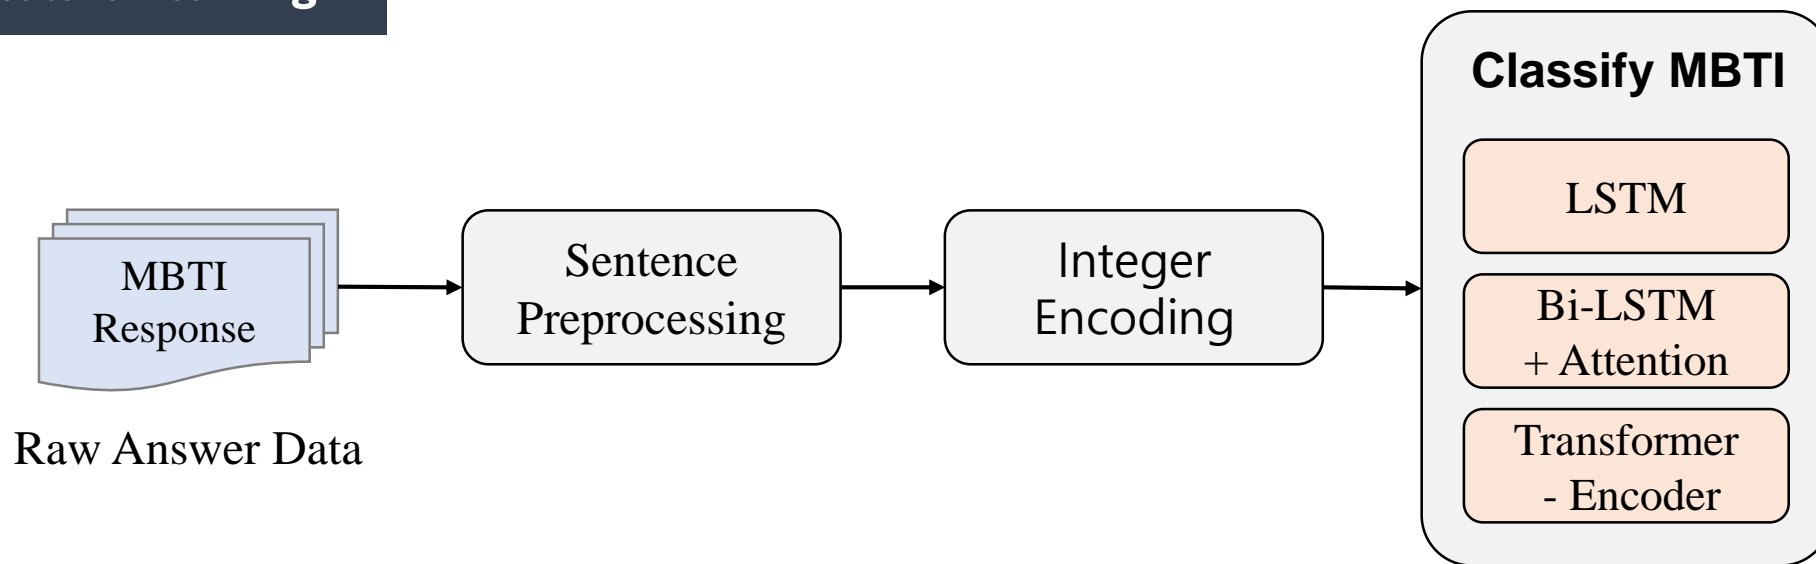 MBTI
Response
Raw Answer Data
Sentence
Preprocessing
Integer
Encoding
Classify MBTI
LSTM
Bi-LSTM
+ Attention
Transformer
- Encoder